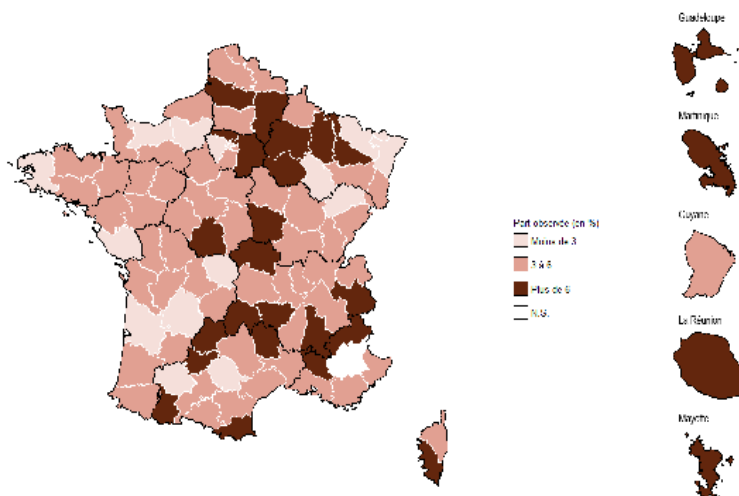 Guadeloupe
Martinique
Part observée (en %)
Moins de 3
3 à 6
Plus de 6
N.S.
Guyane
La Réunion
Mayotte